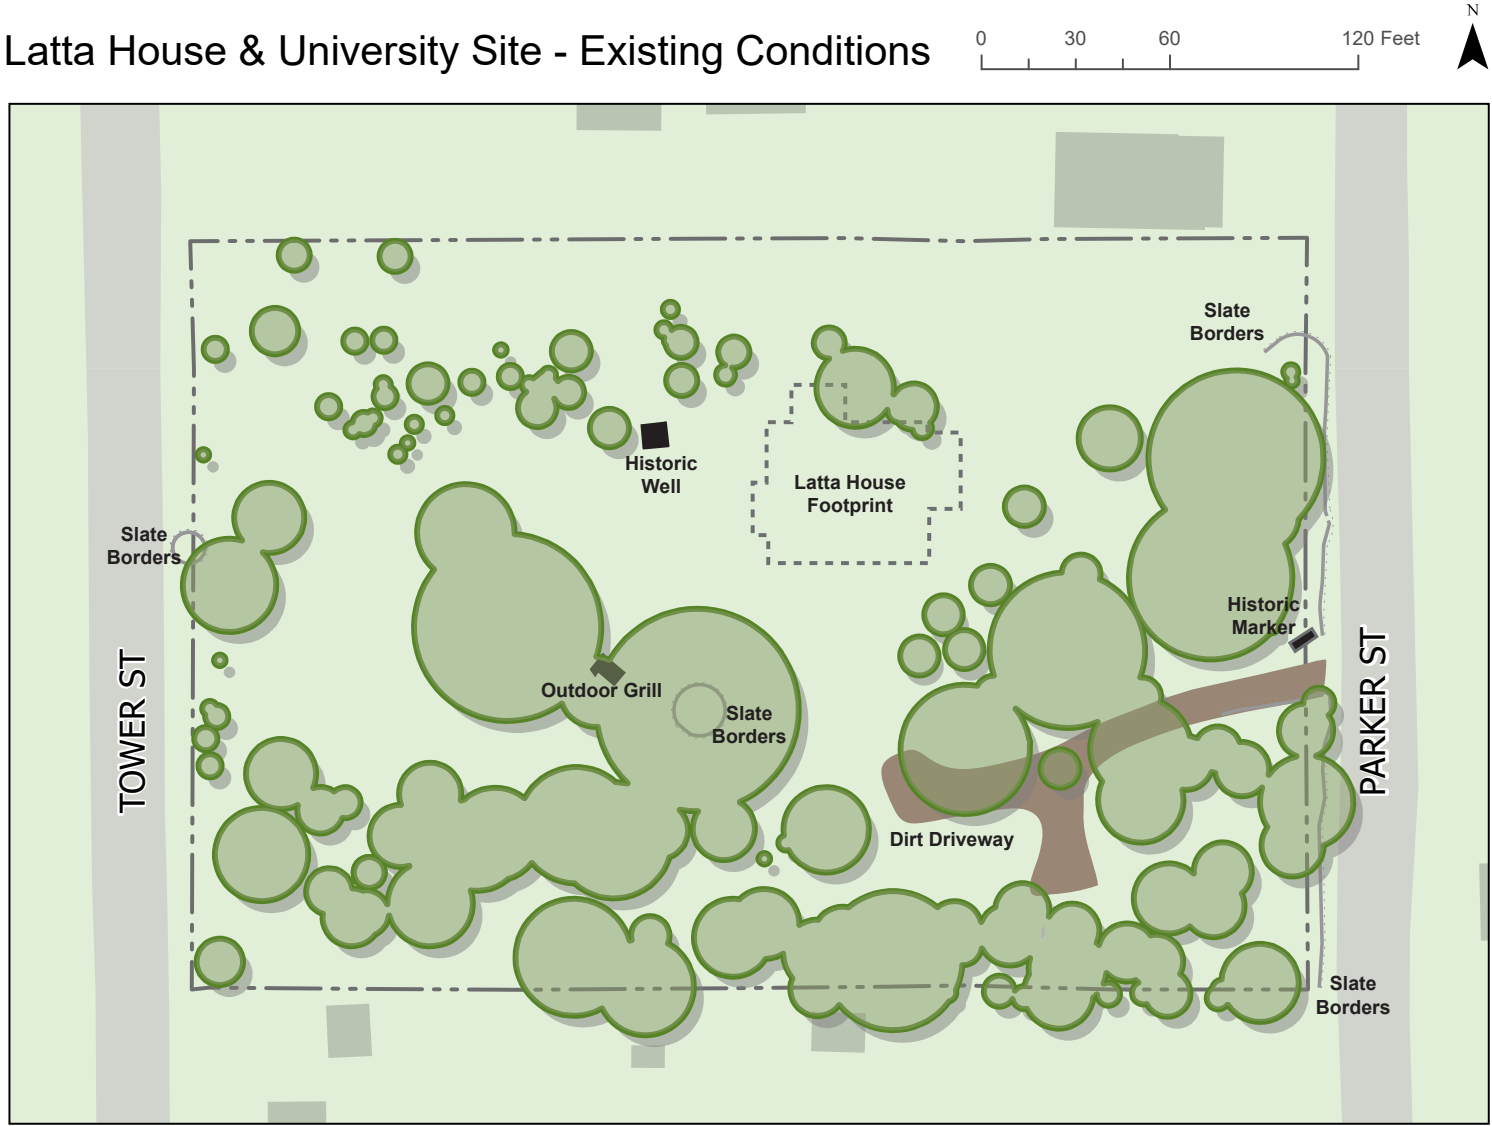 N
Latta House & University Site - Existing Conditions
0 30 60 120 Feet
Slate
Borders
Historic
Well
Latta House
Footprint
Slate
Borders
Historic
Marker
Outdoor Grill
Slate
Borders
TOWER ST
PARKER ST
Dirt Driveway
Slate
Borders